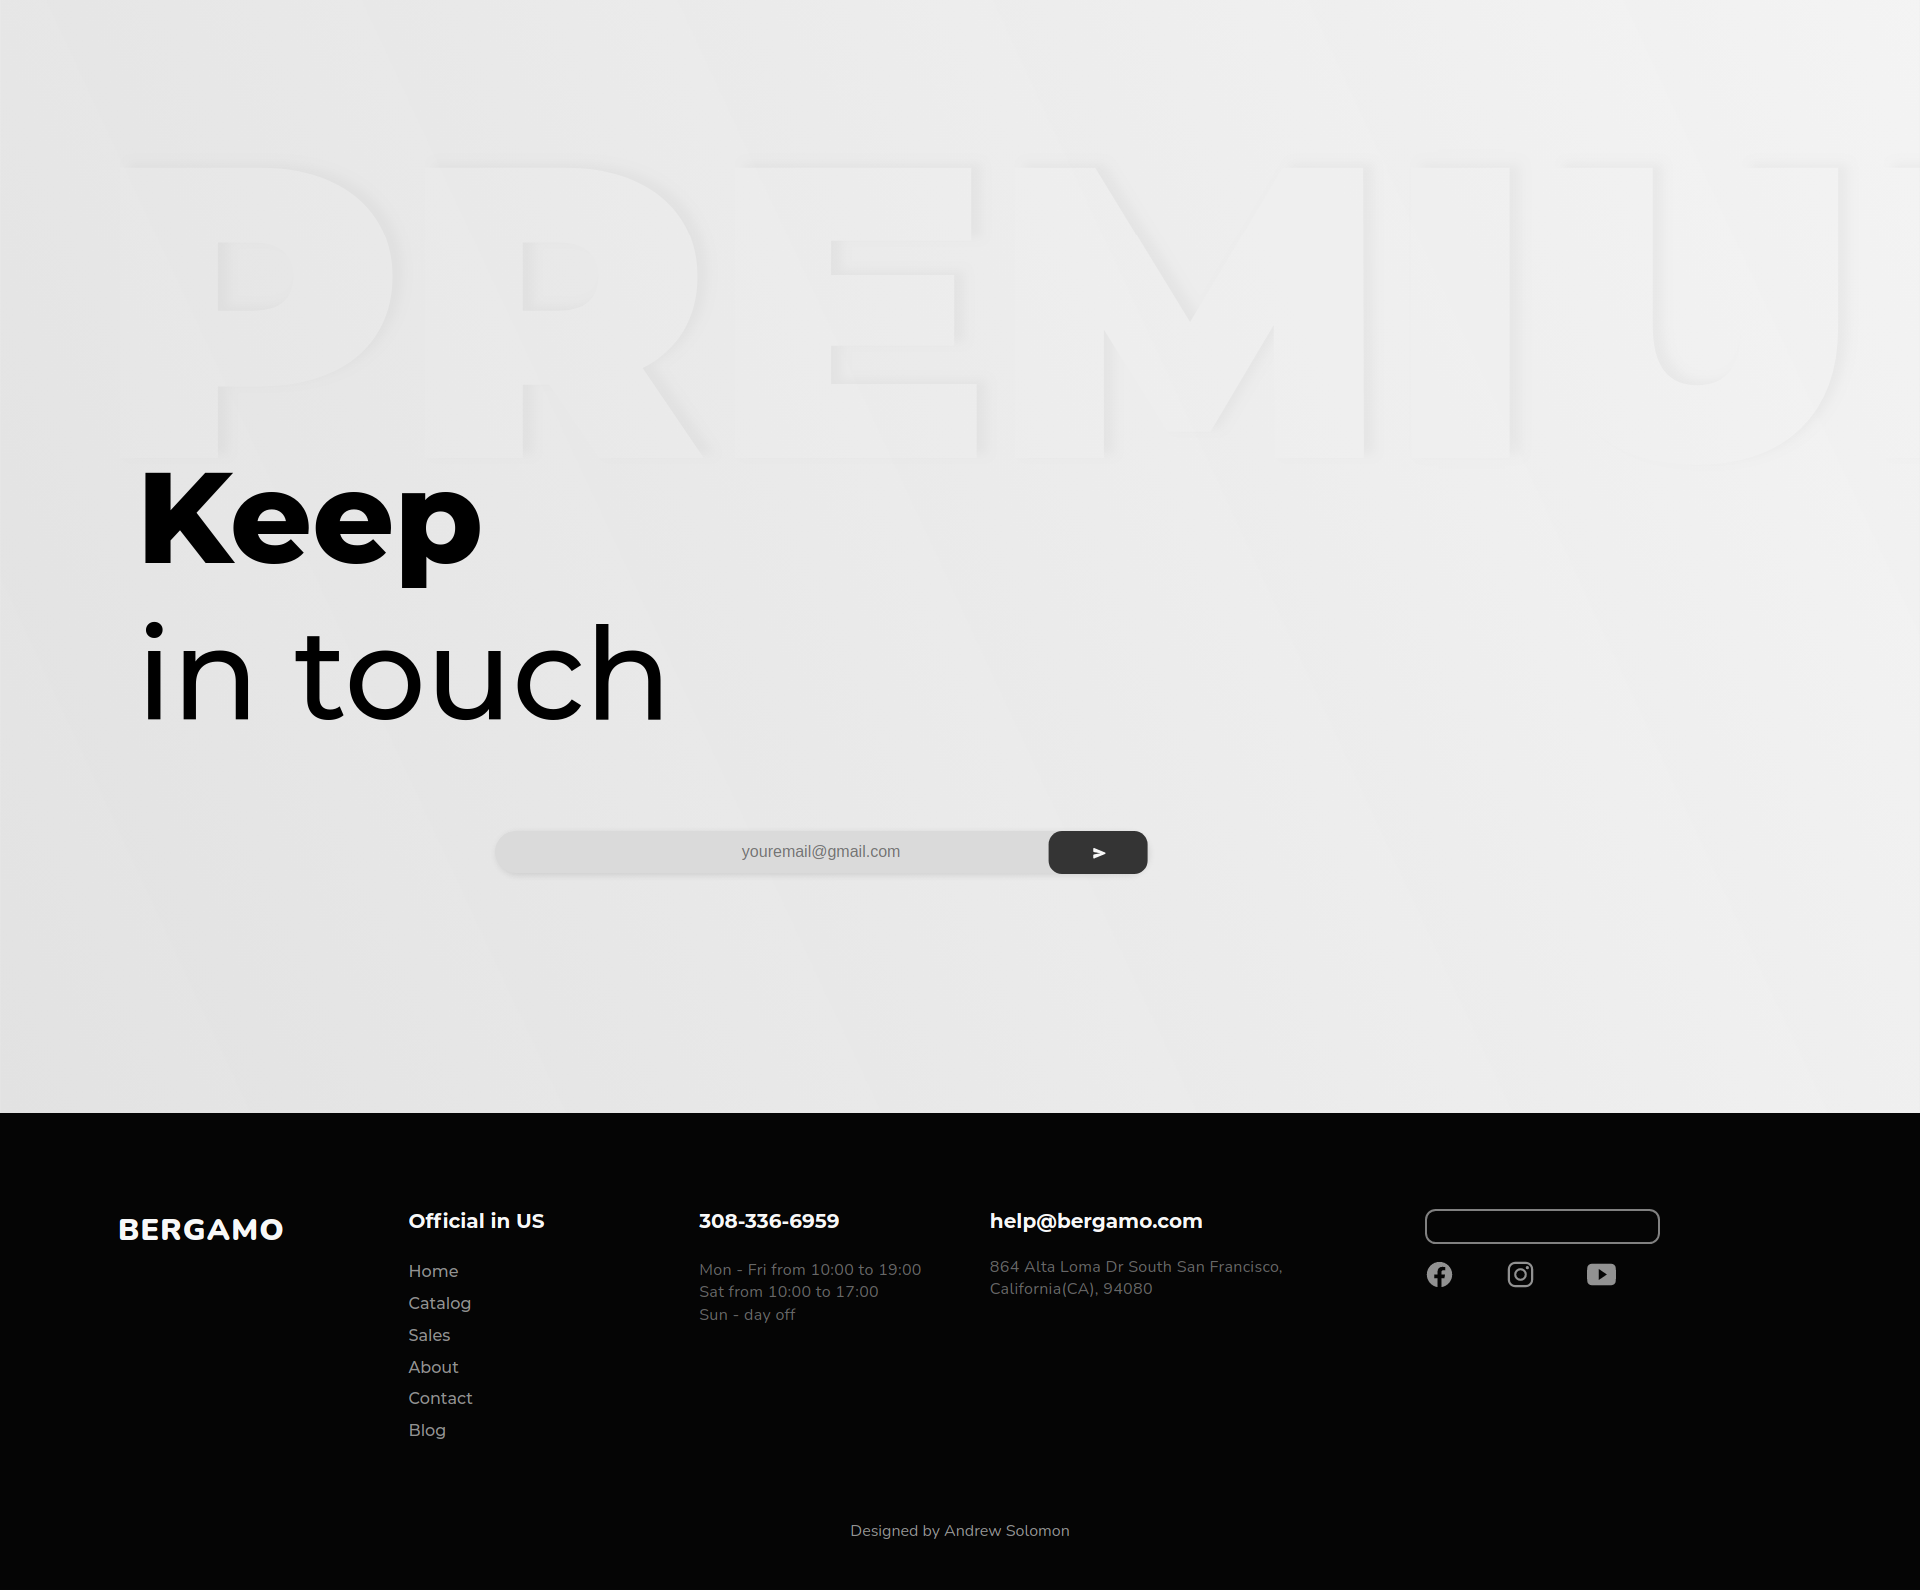 PREMIU
Keep
in touch
youremail@gmail.com
BERGAMO
Official in US
Home
Catalog
Sales
About
Contact
Blog
308-336-6959
Mon - Fri from 10:00 to 19:00
Sat from 10:00 to 17:00
Sun - day off
help@bergamo.com
864 Alta Loma Dr South San Francisco,
California(CA), 94080
Designed by Andrew Solomon